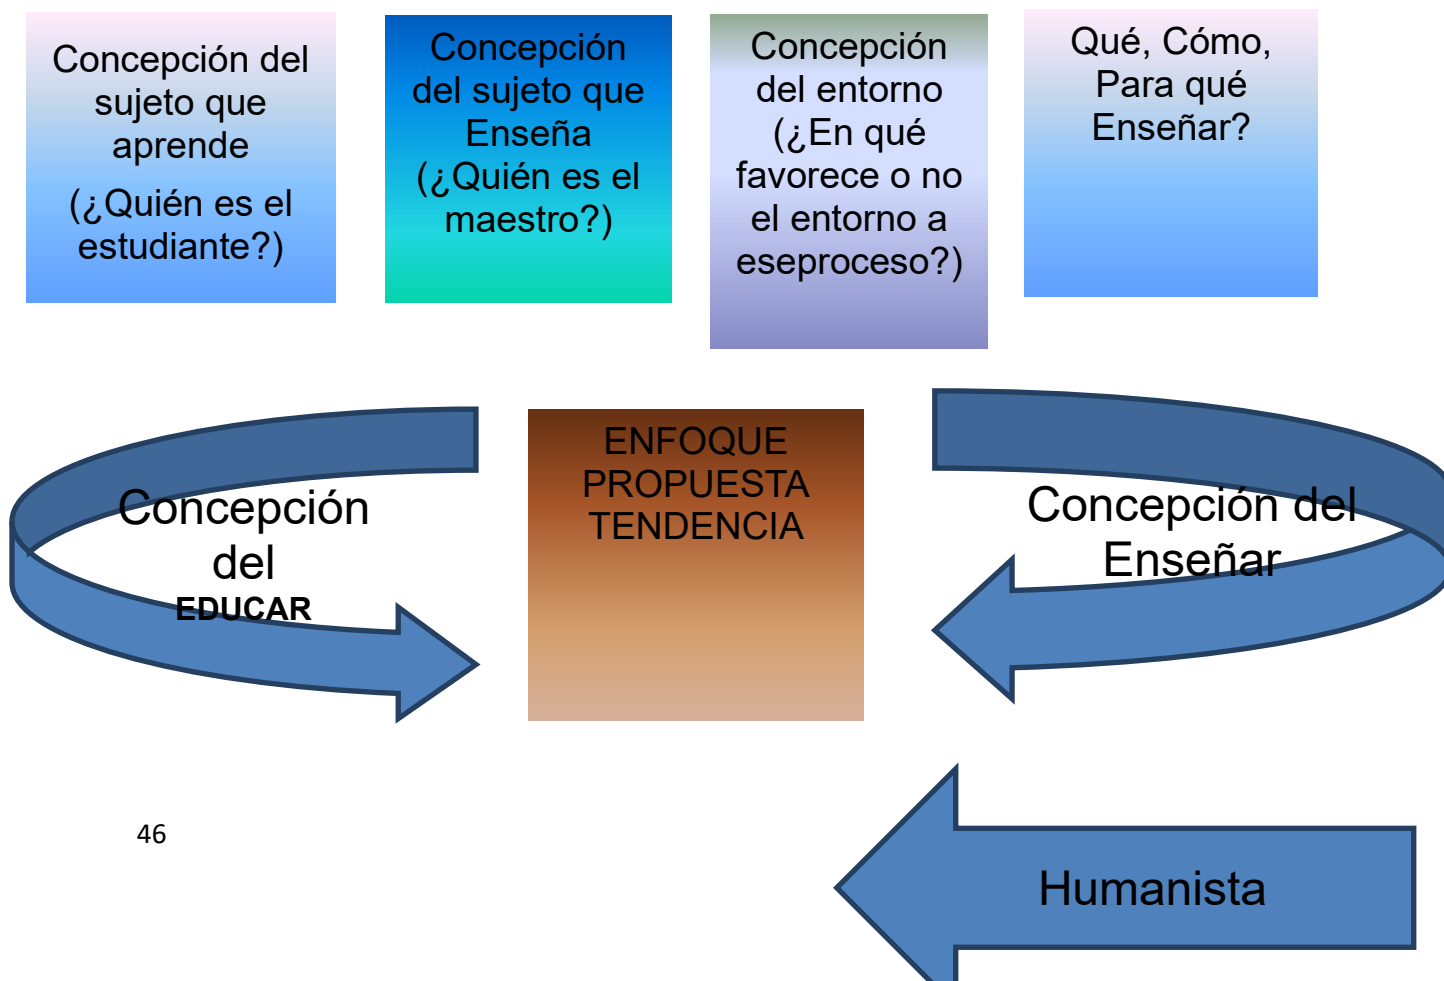 Concepción del
sujeto que
aprende
(¿Quién es el
estudiante?)
Concepción
del sujeto que
Enseña
(¿Quién es el
maestro?)
Concepción
del entorno
(¿En qué
favorece o no
el entorno a
eseproceso?)
Qué, Cómo,
Para qué
Enseñar?
Concepción
del
EDUCAR
ENFOQUE
PROPUESTA
TENDENCIA
Concepción del
Enseñar
46
Humanista